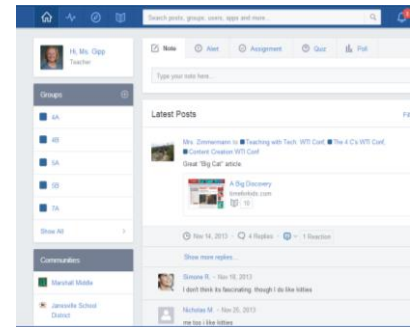 Search posts, groups, users, apps and more...
Hi, Ms. Gipp
Teacher
Note
Alert
Assignment
Quiz
Poll
Type your note here...
Groups
4A
4B
5A
5B
7A
Show All
Communities
Marshall Middle
Janesville School
District
Latest Posts
Mrs. Zimmermann to Teaching with Tech. WTI Conf, The 4 C's WTI Conf,
Content Creation WTI Conf
Great "Big Cat" article
A Big Discovery
timeforkids.com
10
Nov 14, 2013
4 Replies
1 Reaction
Show more replies...
Simone R. - Nov 18, 2013
I don't think its fascinating. though I do like kitties
Nicholas M. - Nov 25, 2013
me too i like kitties